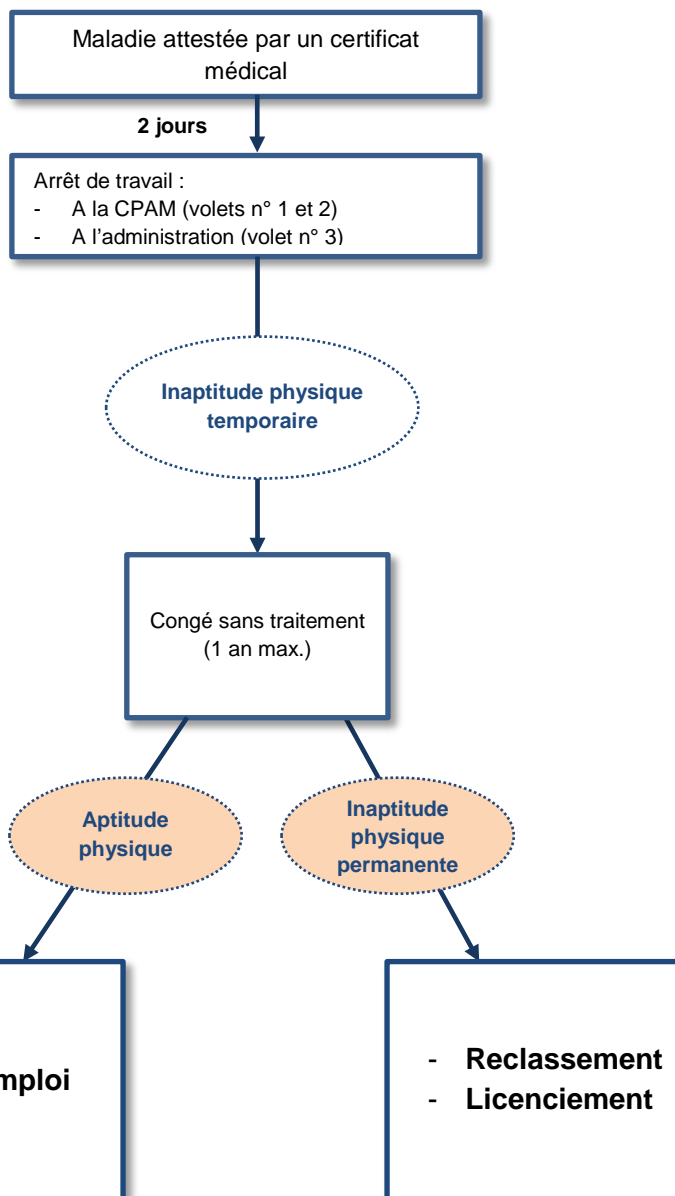 Maladie attestée par un certificat
médical
2 jours
Arrêt de travail :
- A la CPAM (volets n° 1 et 2)
- A l'administration (volet n° 3)
Inaptitude physique
temporaire
Congé sans traitement
(1 an max.)
Aptitude
physique
Inaptitude
physique
permanente
- Reclassement
- Licenciement